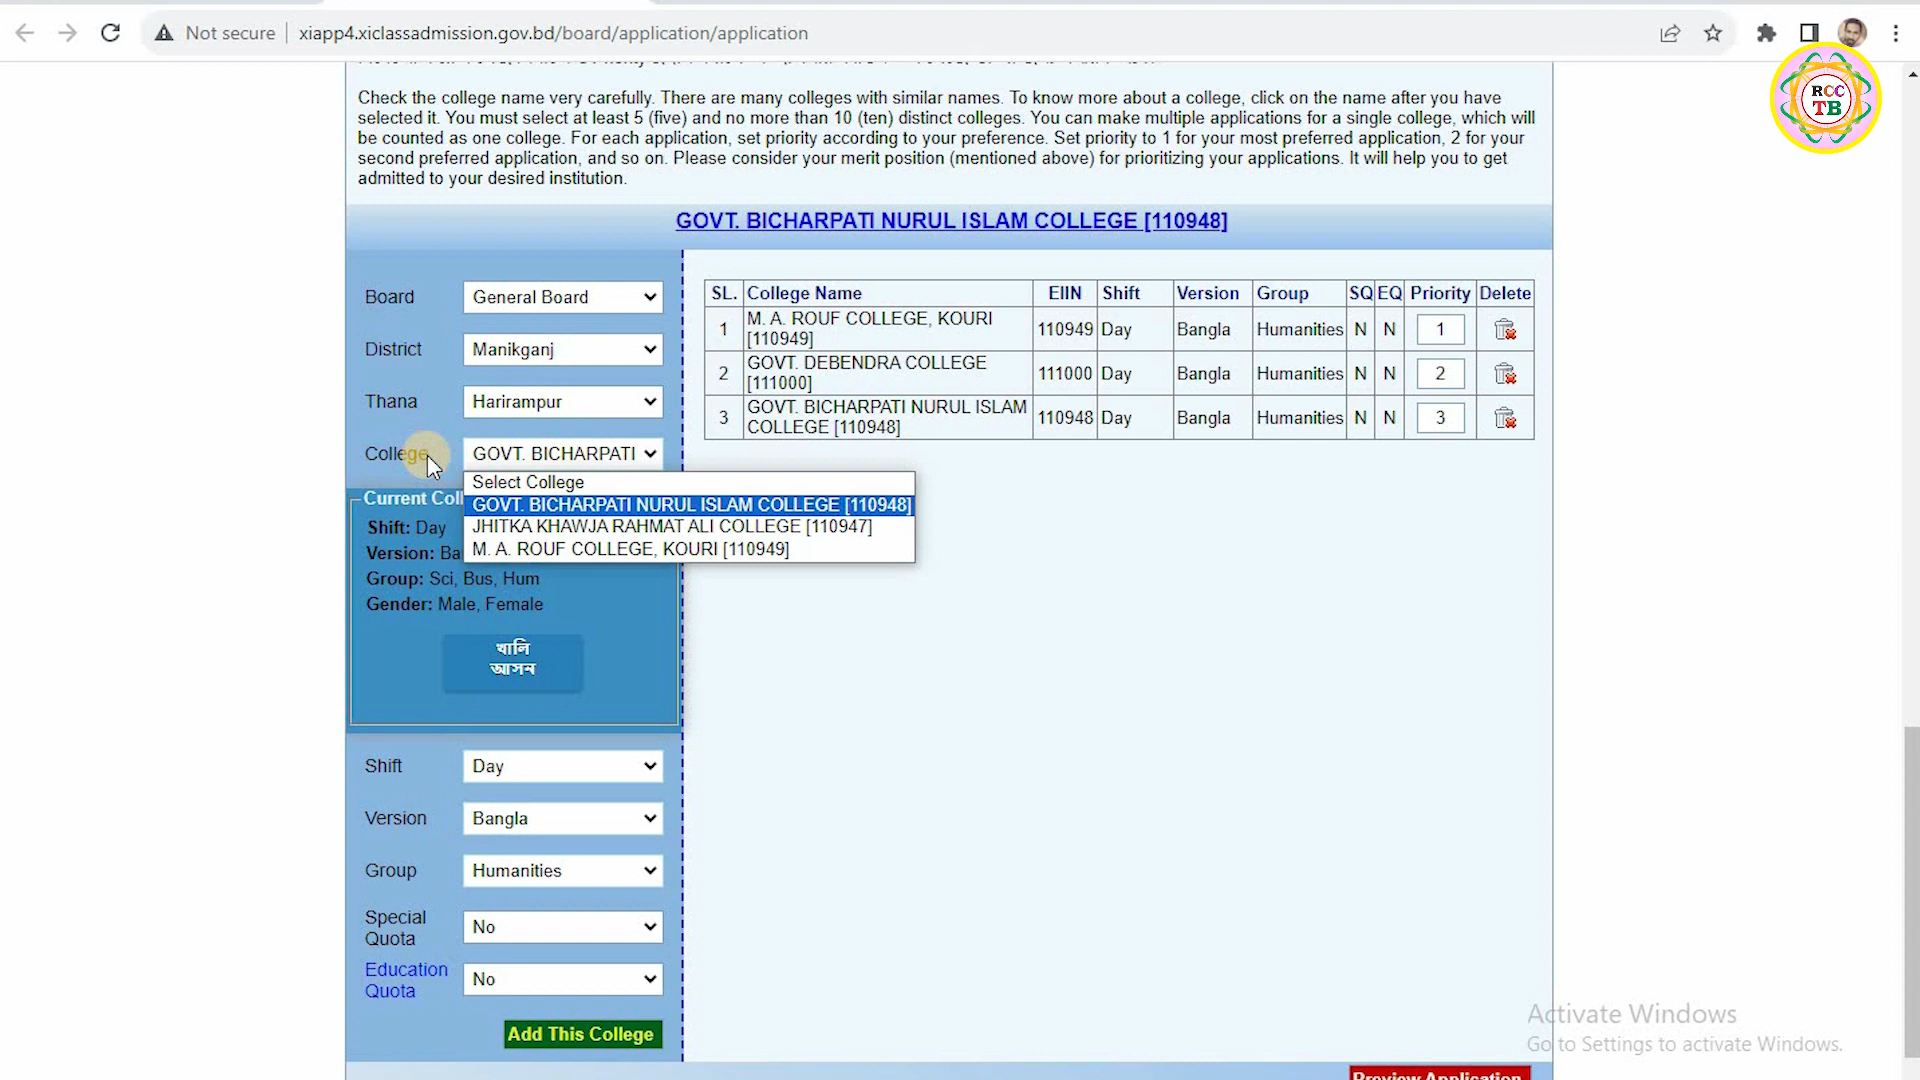 Not secure
xiapp4.xiclassadmission.gov.bd/board/application/application
RCC
TB
Check the college name very carefully. There are many colleges with similar names. To know more about a college, click on the name after you have
selected it. You must select at least 5 (five) and no more than 10 (ten) distinct colleges. You can make multiple applications for a single college, which will
be counted as one college. For each application, set priority according to your preference. Set priority to 1 for your most preferred application, 2 for your
second preferred application, and so on. Please consider your merit position (mentioned above) for prioritizing your applications. It will help you to get
admitted to your desired institution.
GOVT. BICHARPATI NURUL ISLAM COLLEGE [110948]
Board General Board
District Manikganj
Thana Harirampur
College GOVT. BICHARPATI
Select College
GOVT. BICHARPATI NURUL ISLAM COLLEGE [110948]
JHITKA KHAWJA RAHMAT ALI COLLEGE [110947]
M. A. ROUF COLLEGE, KOURI [110949]
Current Coll
Shift: Day
Version: Ba
Group: Sci, Bus, Hum
Gender: Male, Female
খালি
আসন
Shift Day
Version Bangla
Group Humanities
Special
Quota No
Education
Quota No
Add This College
SL. College Name EIIN Shift Version Group SQ EQ Priority Delete
1 M. A. ROUF COLLEGE, KOURI
[110949] 110949 Day Bangla Humanities N N 1
2 GOVT. DEBENDRA COLLEGE
[111000] 111000 Day Bangla Humanities N N 2
3 GOVT. BICHARPATI NURUL ISLAM
COLLEGE [110948] 110948 Day Bangla Humanities N N 3
Activate Windows
Go to Settings to activate Windows.
Preview Application